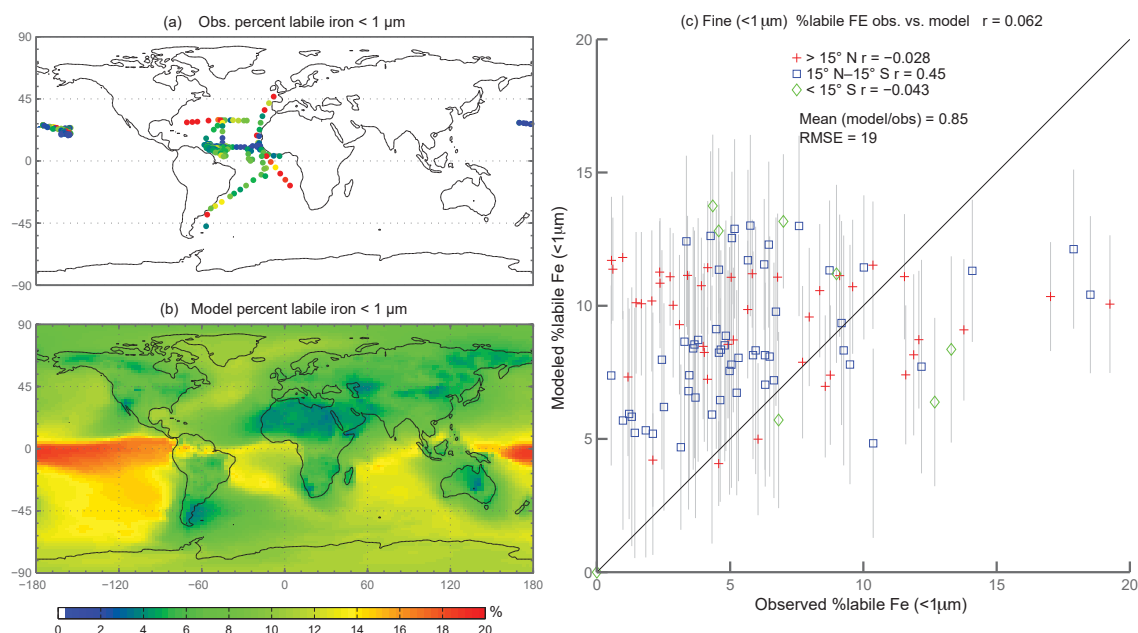 (a) Obs. percent labile iron < 1 µm
90
45
0
−45
−90
(b) Model percent labile iron < 1 µm
90
45
0
−45
−90
−180 −120 −60 0 60 120 180
0 2 4 6 8 10 12 14 16 18 20
%
(c) Fine (<1µm) %labile FE obs. vs. model r = 0.062
> 15° N r = −0.028
15° N–15° S r = 0.45
< 15° S r = −0.043
Mean (model/obs) = 0.85
RMSE = 19
Modeled %labile Fe (<1µm)
20
15
10
5
0
0 5 10 15 20
Observed %labile Fe (<1µm)